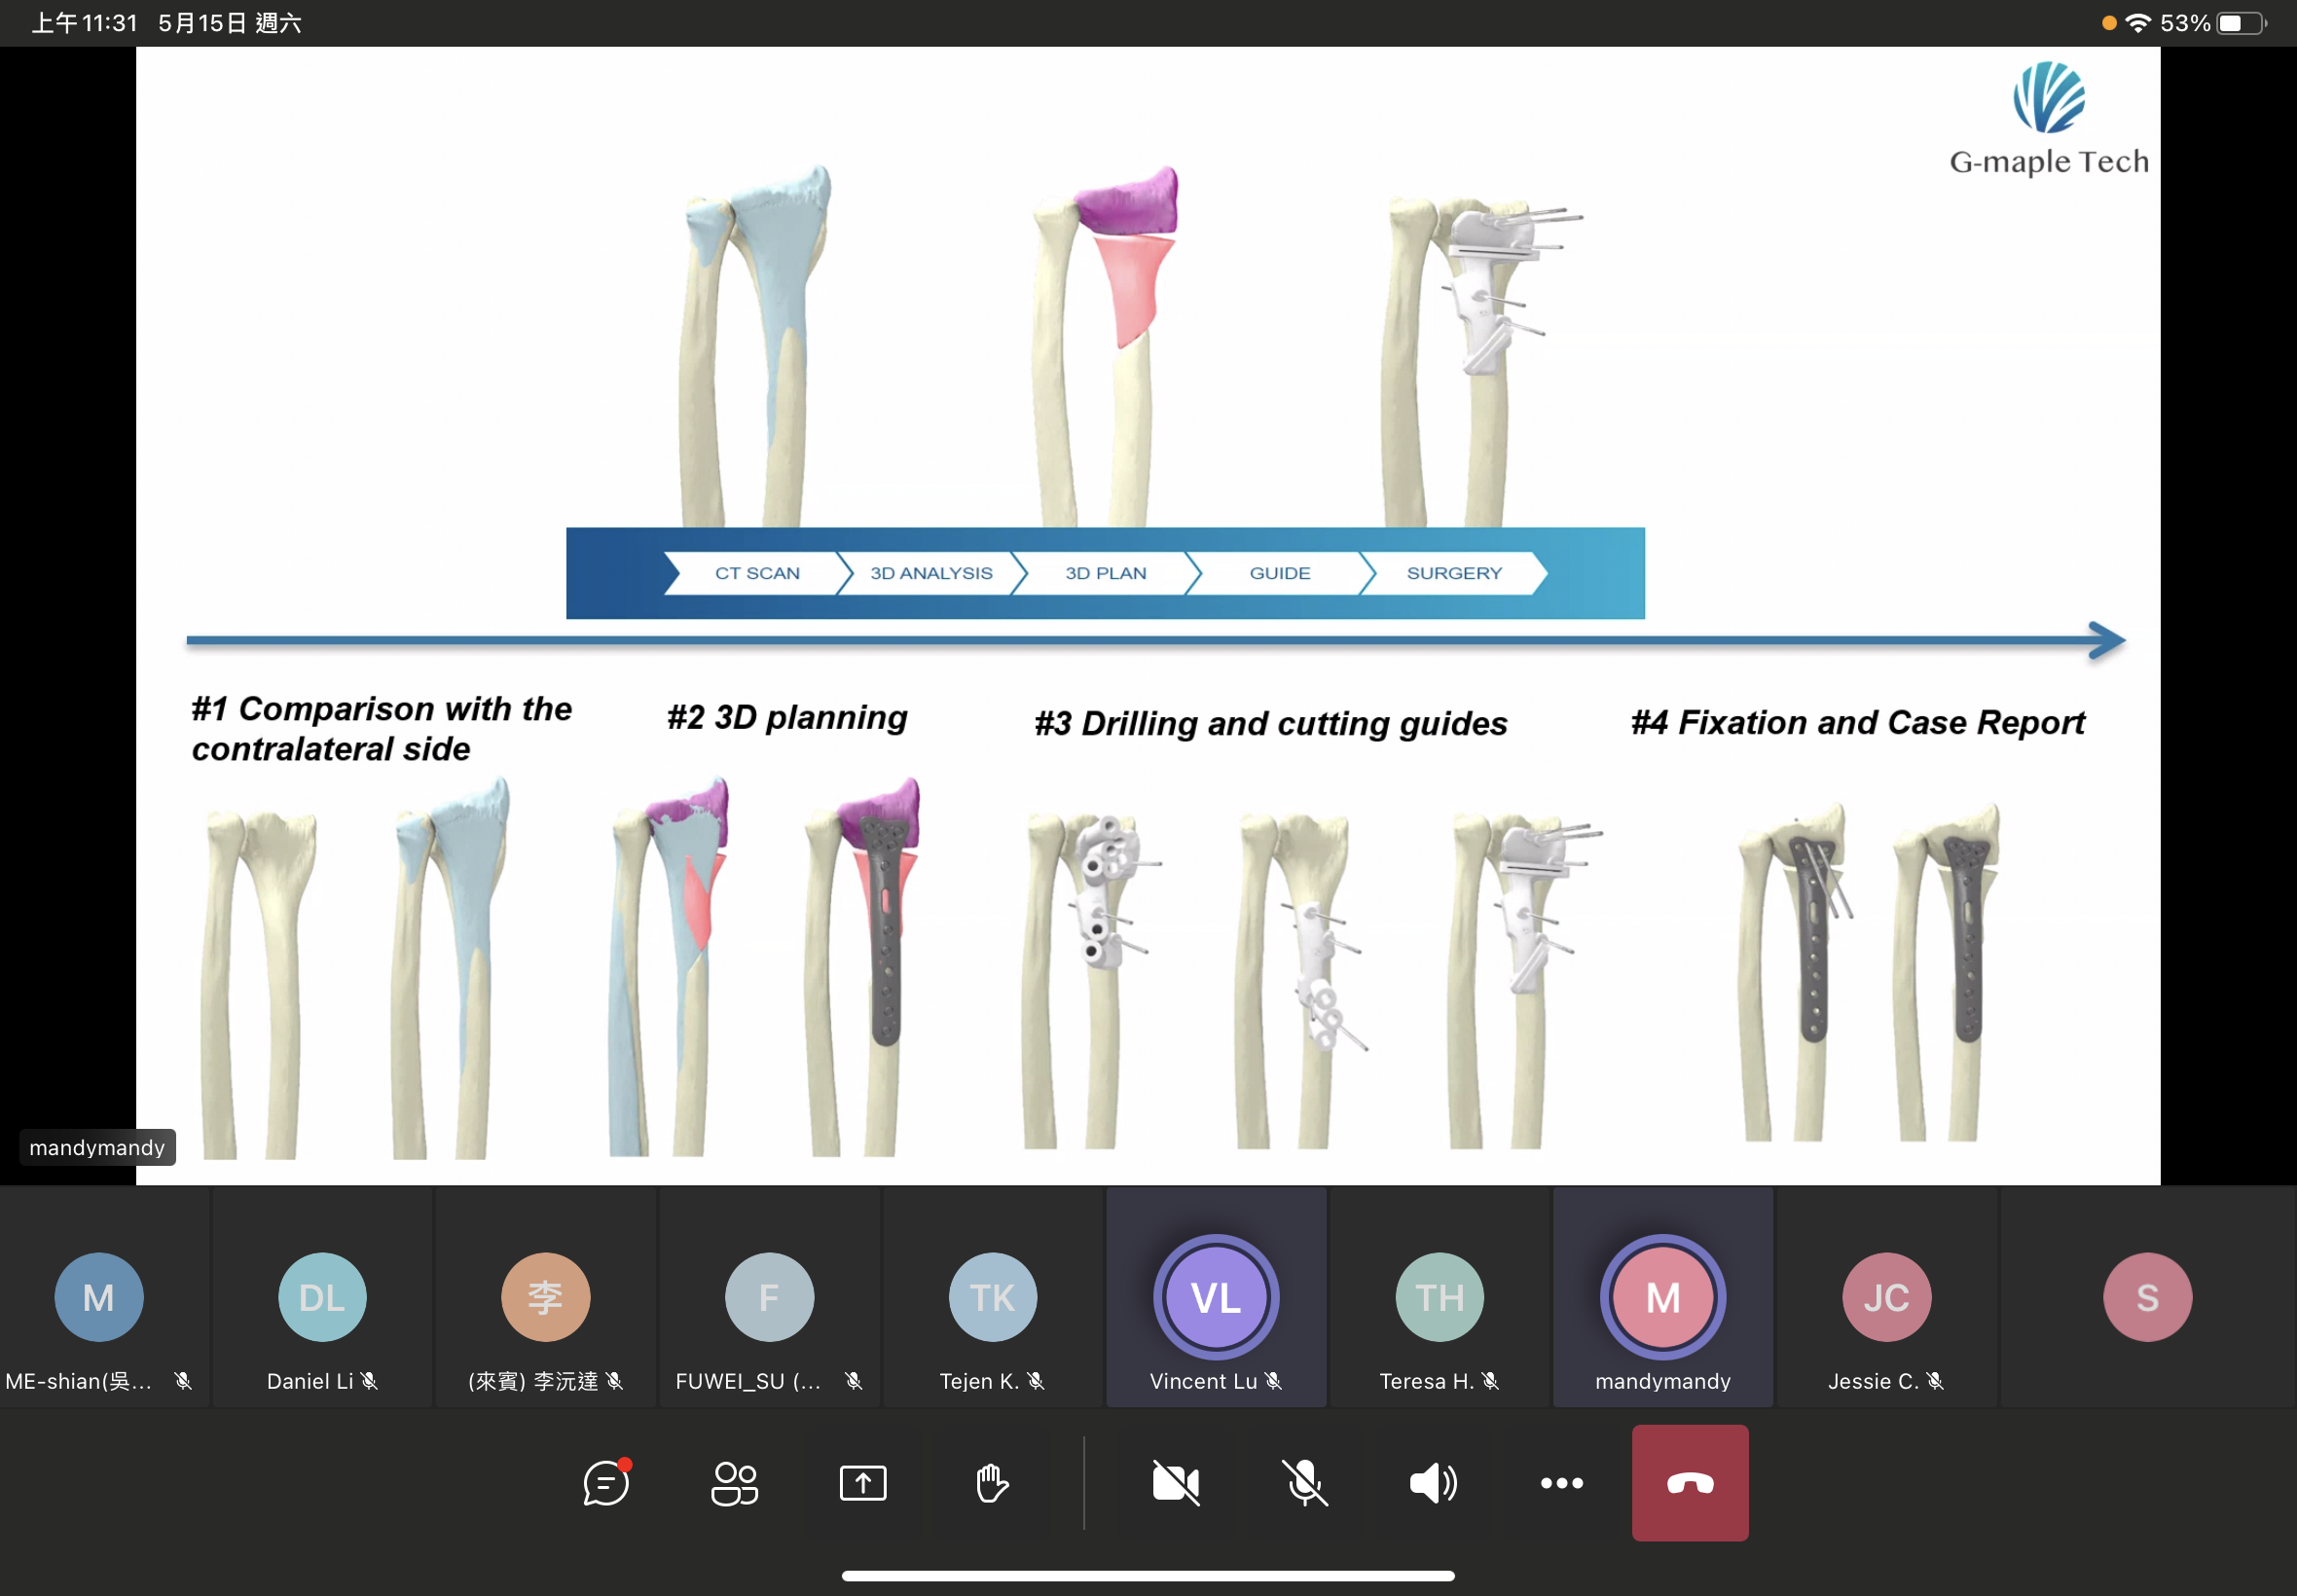 上午11:31 5月15日 週六
53%
G-maple Tech
CT SCAN
3D ANALYSIS
3D PLAN
GUIDE
SURGERY
#1 Comparison with the
contralateral side
#2 3D planning
#3 Drilling and cutting guides
#4 Fixation and Case Report
mandymandy
M
DL
李
F
TK
VL
TH
M
JC
S
ME-shian(吳...
Daniel Li
(來賓) 李沅達
FUWEI_SU (...
Tejen K.
Vincent Lu
Teresa H.
mandymandy
Jessie C.